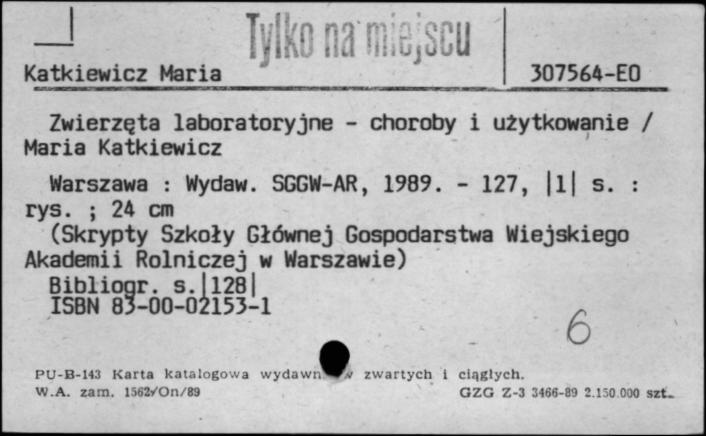 Tylko na miejscu
Katkiewicz Maria 307564-EO
Zwierzęta laboratoryjne - choroby i użytkowanie /
Maria Katkiewicz
Warszawa : Wydaw. SGGW-AR, 1989. - 127, |1| s. :
rys. ; 24 cm
(Skrypty Szkoły Głównej Gospodarstwa Wiejskiego
Akademii Rolniczej w Warszawie)
Bibliogr. s.|128|
ISBN 83-00-02153-1
6
PU-B-143 Karta katalogowa zwartych i ciągłych.
W.A. zam. 1562/On/89 GZG Z-3 3466-89 2.150.000 szt.